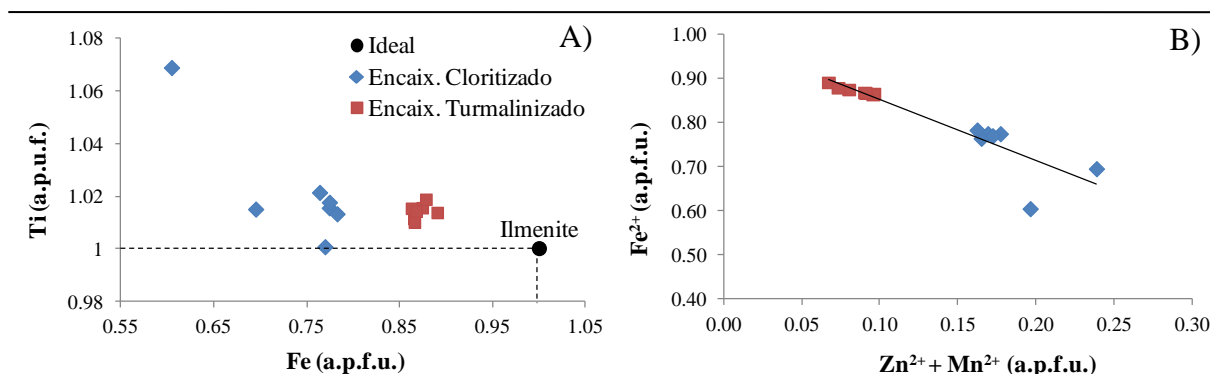 A)
1.08
1.06
1.04
1.02
1
0.98
Ti (a.p.u.f.)
Ideal
Encaix. Cloritizado
Encaix. Turmalinizado
Ilmenite
0.55 0.65 0.75 0.85 0.95 1.05
Fe (a.p.f.u.)
B)
1.00
0.90
0.80
0.70
0.60
0.50
0.40
Fe²⁺ (a.p.f.u.)
0.00 0.05 0.10 0.15 0.20 0.25 0.30
Zn²⁺ + Mn²⁺ (a.p.f.u.)